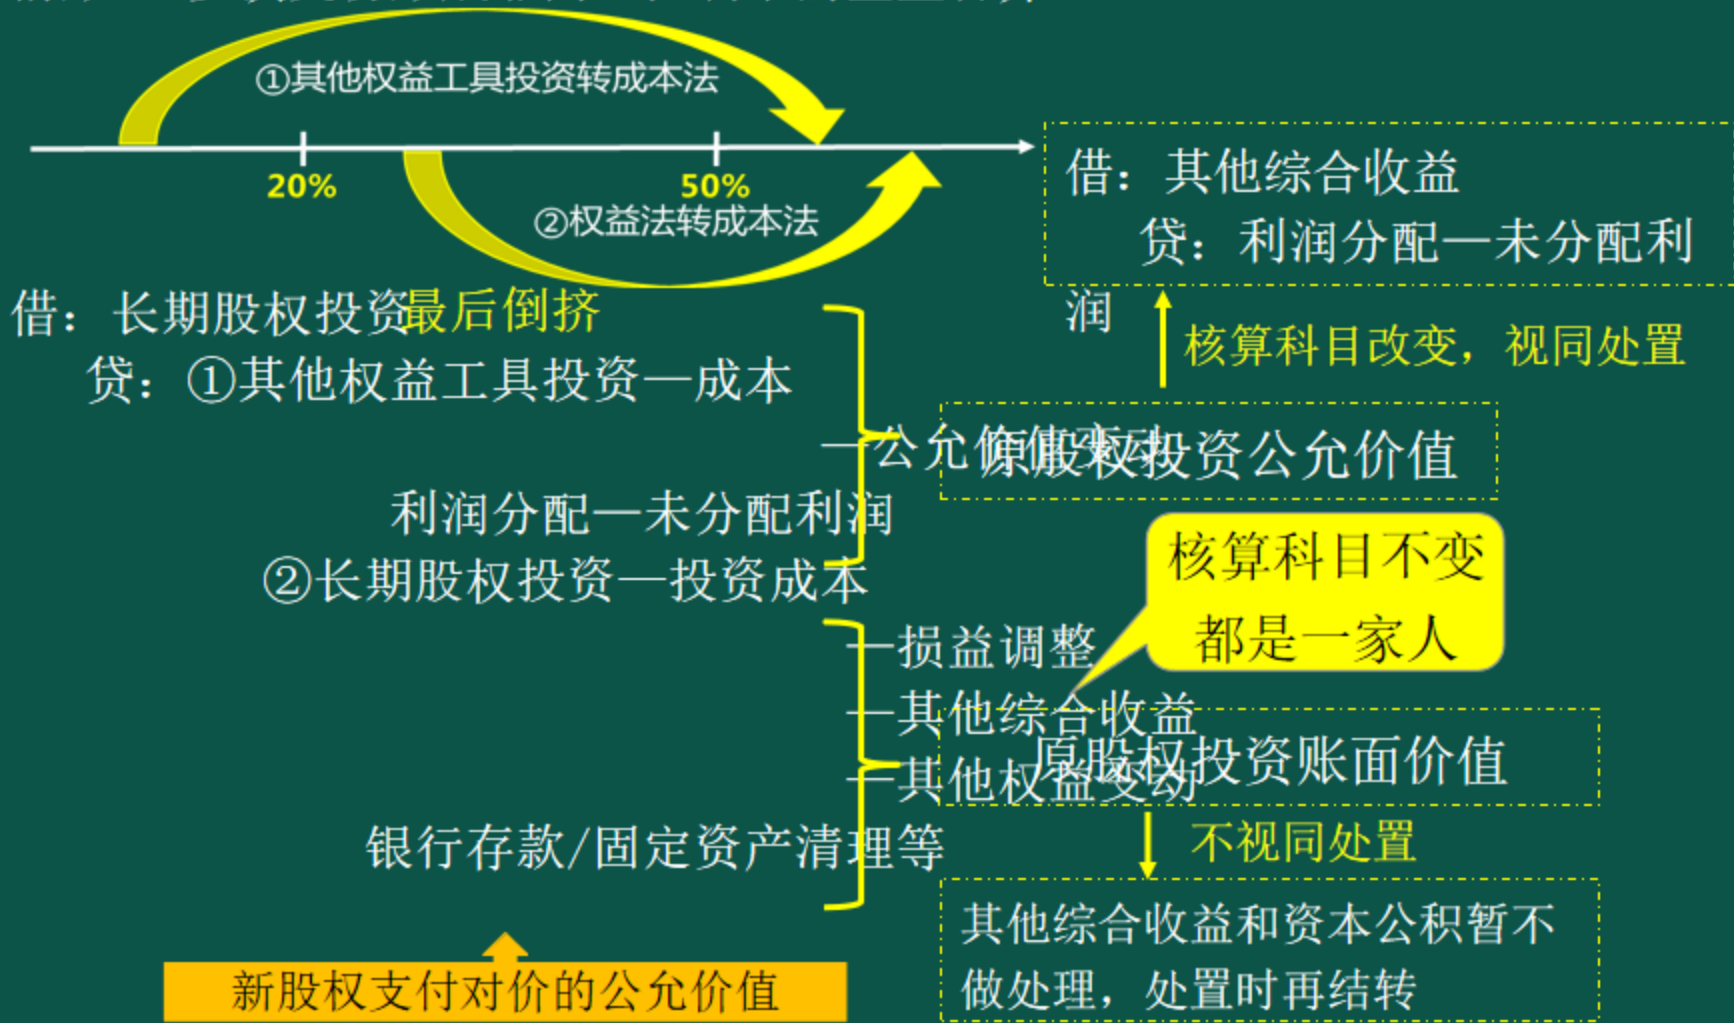 ①其他权益工具投资转成本法
20%
50%
②权益法转成本法
借：其他综合收益
贷：利润分配—未分配利
润
核算科目改变，视同处置
借：长期股权投资最后倒挤
贷：①其他权益工具投资—成本
—公允价值变动
原股权投资公允价值
利润分配—未分配利润
②长期股权投资—投资成本
核算科目不变
都是一家人
—损益调整
—其他综合收益
原股权投资账面价值
—其他权益变动
银行存款/固定资产清理等
不视同处置
其他综合收益和资本公积暂不
做处理，处置时再结转
新股权支付对价的公允价值